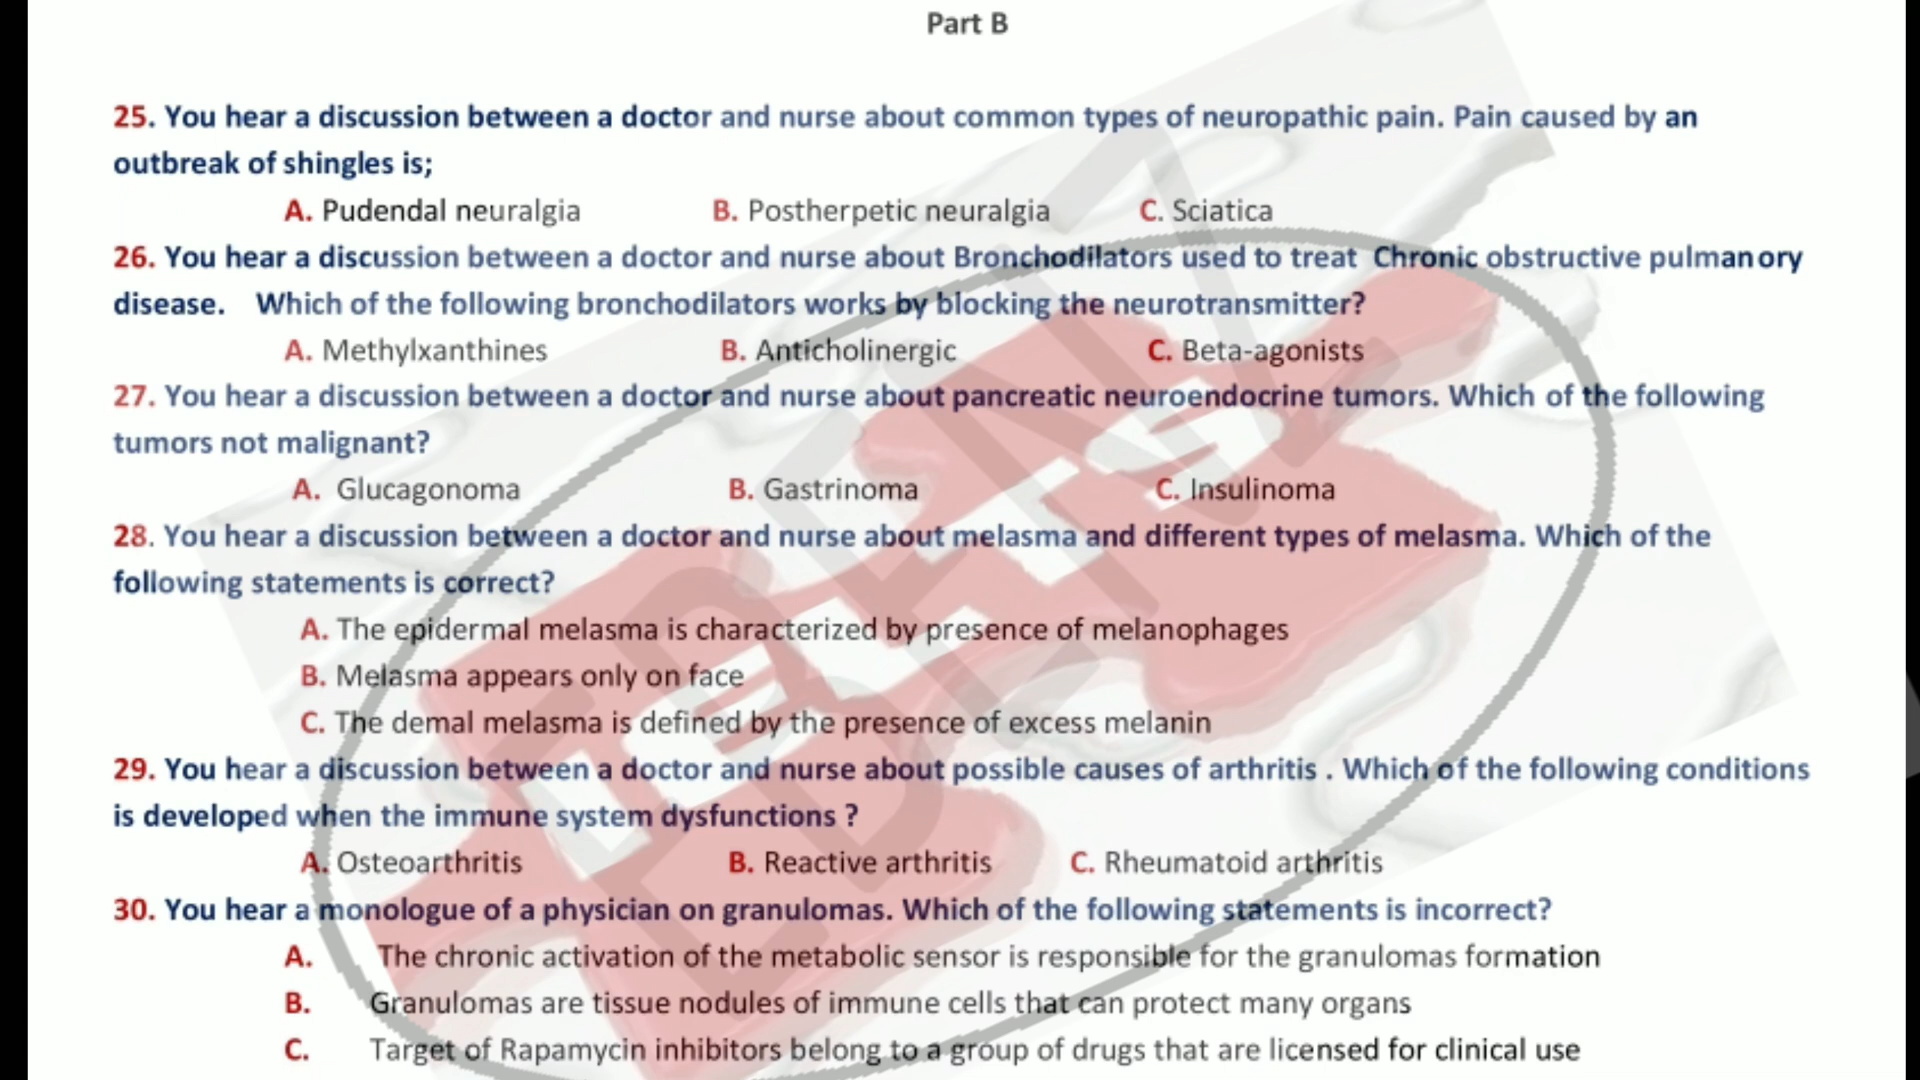 Part B
25. You hear a discussion between a doctor and nurse about common types of neuropathic pain. Pain caused by an
outbreak of shingles is;
A. Pudendal neuralgia B. Postherpetic neuralgia C. Sciatica
26. You hear a discussion between a doctor and nurse about Bronchodilators used to treat Chronic obstructive pulmanory
disease. Which of the following bronchodilators works by blocking the neurotransmitter?
A. Methylxanthines B. Anticholinergic C. Beta-agonists
27. You hear a discussion between a doctor and nurse about pancreatic neuroendocrine tumors. Which of the following
tumors not malignant?
A. Glucagonoma B. Gastrinoma C. Insulinoma
28. You hear a discussion between a doctor and nurse about melasma and different types of melasma. Which of the
following statements is correct?
A. The epidermal melasma is characterized by presence of melanophages
B. Melasma appears only on face
C. The demal melasma is defined by the presence of excess melanin
29. You hear a discussion between a doctor and nurse about possible causes of arthritis . Which of the following conditions
is developed when the immune system dysfunctions ?
A. Osteoarthritis B. Reactive arthritis C. Rheumatoid arthritis
30. You hear a monologue of a physician on granulomas. Which of the following statements is incorrect?
A. The chronic activation of the metabolic sensor is responsible for the granulomas formation
B. Granulomas are tissue nodules of immune cells that can protect many organs
C. Target of Rapamycin inhibitors belong to a group of drugs that are licensed for clinical use